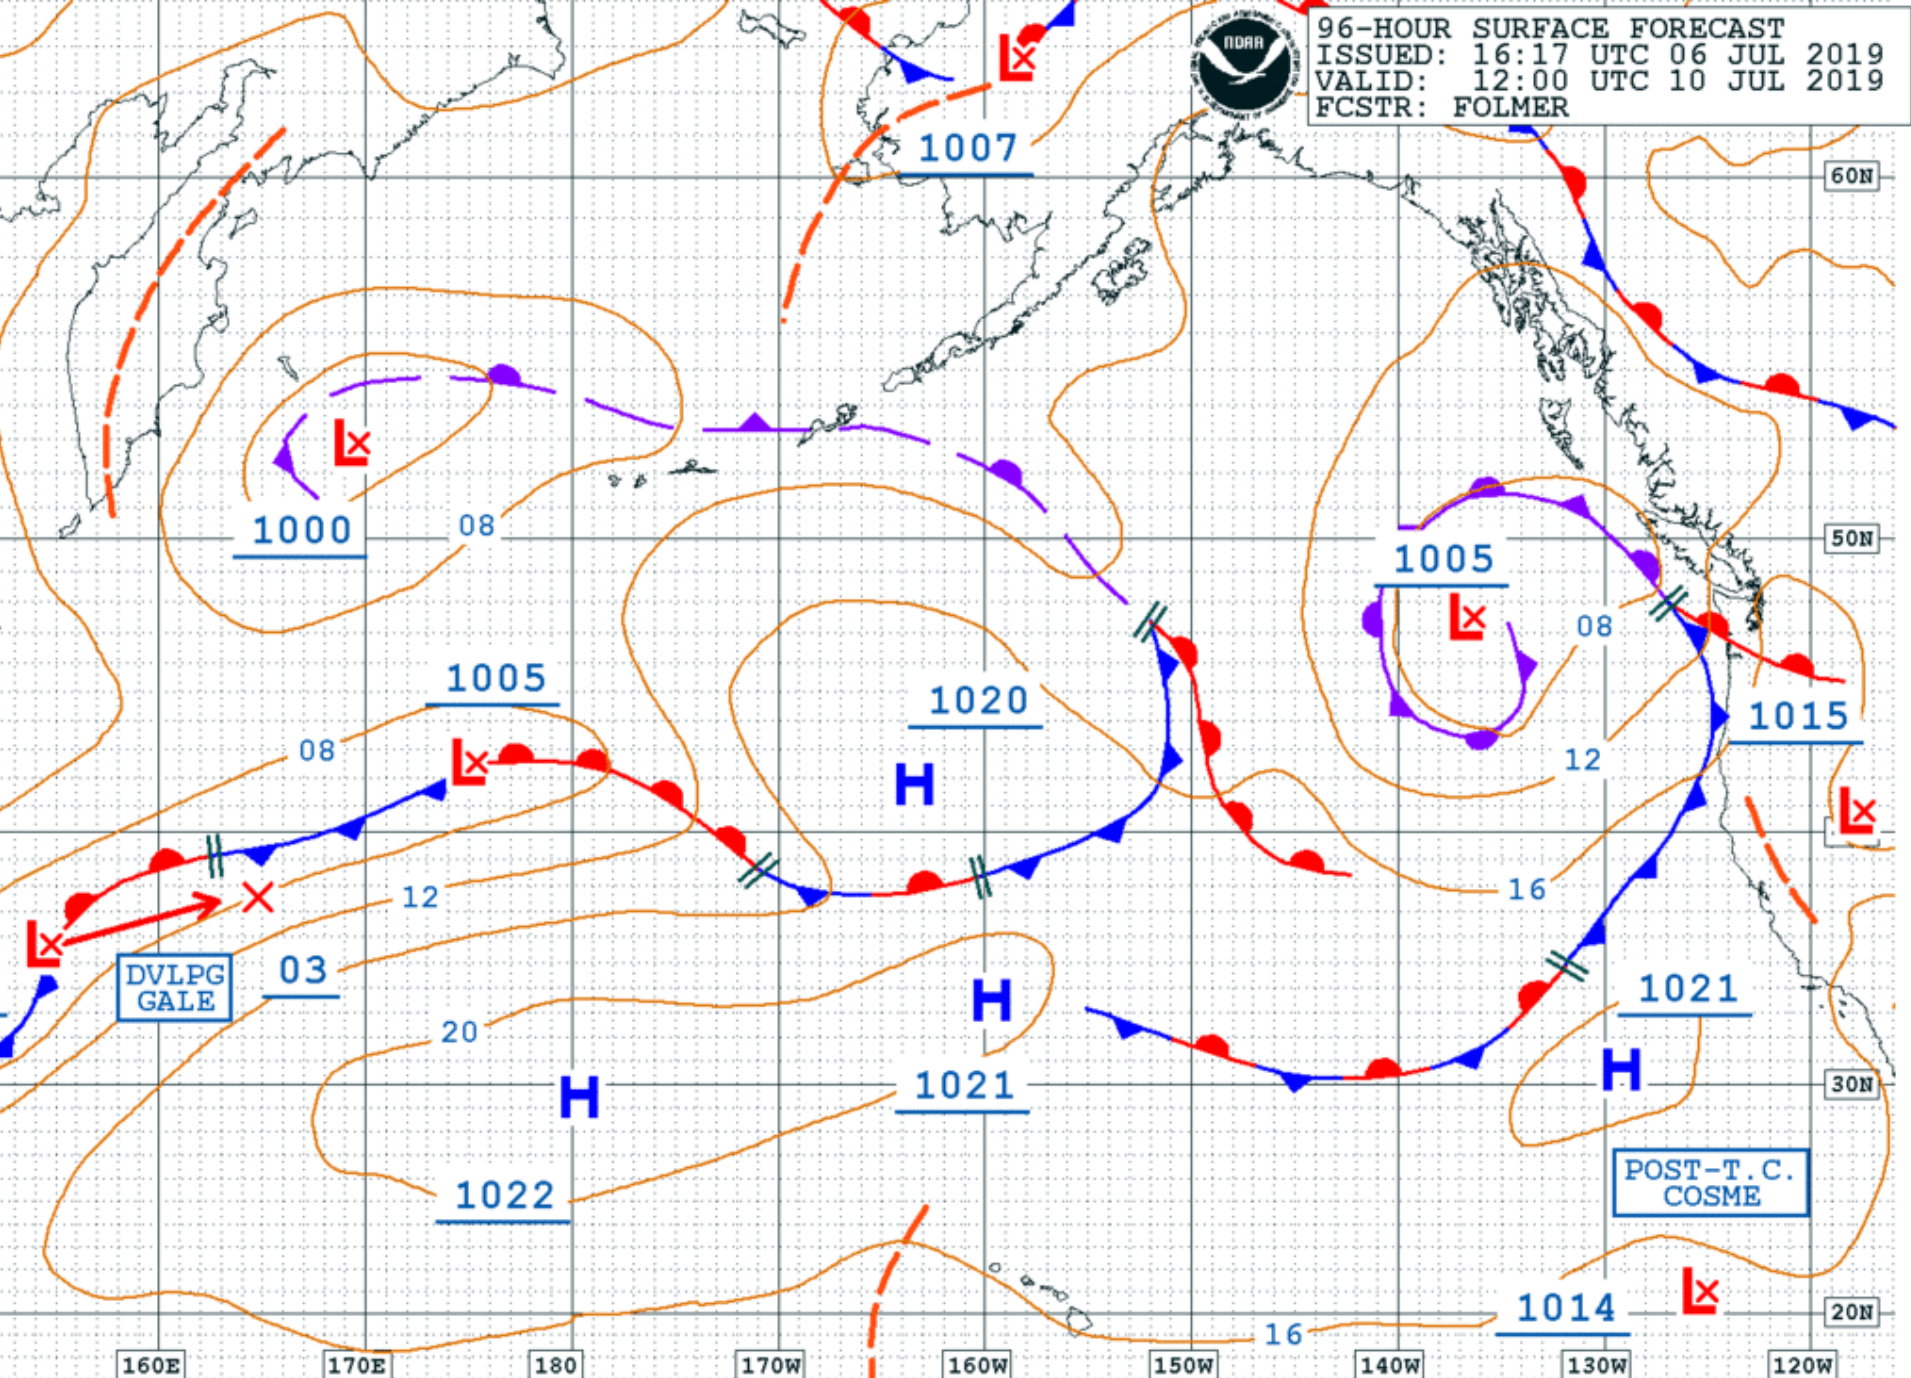 96-HOUR SURFACE FORECAST
ISSUED: 16:17 UTC 06 JUL 2019
VALID: 12:00 UTC 10 JUL 2019
FCSTR: FOLMER
NOAA
L
1007
60N
L
1000
08
50N
1005
L
08
1005
08
L
1020
H
1015
12
L
16
12
L
DVLPG
GALE
03
20
H
1021
H
1021
H
30N
1022
POST-T.C.
COSME
L
1014
16
20N
160E
170E
180
170W
160W
150W
140W
130W
120W